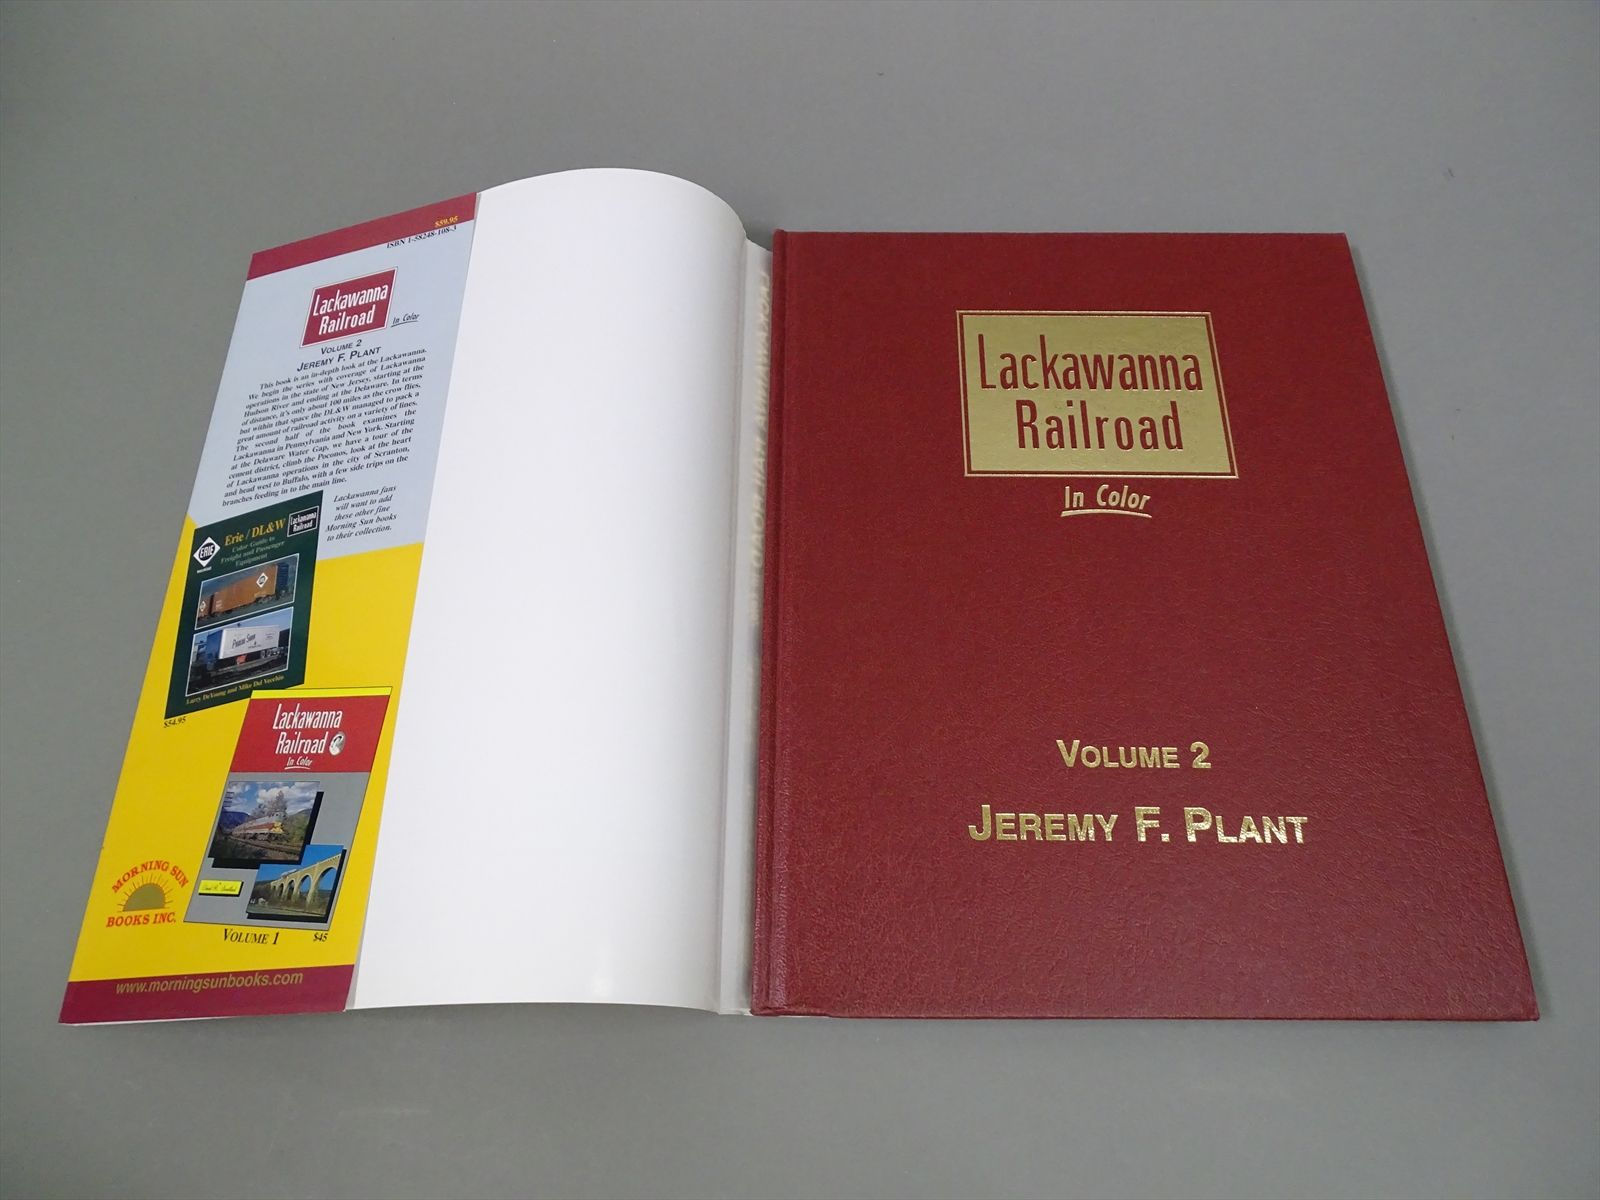 $59.95
ISBN 1-58248-108-3
Lackawanna
Railroad
In Color
VOLUME 2
JEREMY F. PLANT
This book is an in-depth look at the Lackawanna.
We begin the series with coverage of Lackawanna
operations in the state of New Jersey, starting at the
Hudson River and ending at the Delaware. In terms
of distance, it's only about 100 miles as the crow flies,
but within that space the DL&W managed to pack a
great amount of railroad activity on a variety of lines.
The second half of the book examines the
Lackawanna in Pennsylvania and New York. Starting
at the Delaware Water Gap, we have a tour of the
cement district, climb the Poconos, look at the heart
of Lackawanna operations in the city of Scranton,
and head west to Buffalo, with a few side trips on the
branches feeding in to the main line.
Lackawanna fans
will want to add
these other fine
Morning Sun books
to their collection.
ERIE
Erie / DL&W
Lackawanna
Railroad
Color Guide to
Freight and Passenger
Equipment
Larry DeYoung and Mike Del Vecchio
$54.95
Lackawanna
Railroad
In Color
VOLUME 1
$45
MORNING SUN
BOOKS INC.
www.morningsunbooks.com
Lackawanna
Railroad
In Color
VOLUME 2
JEREMY F. PLANT